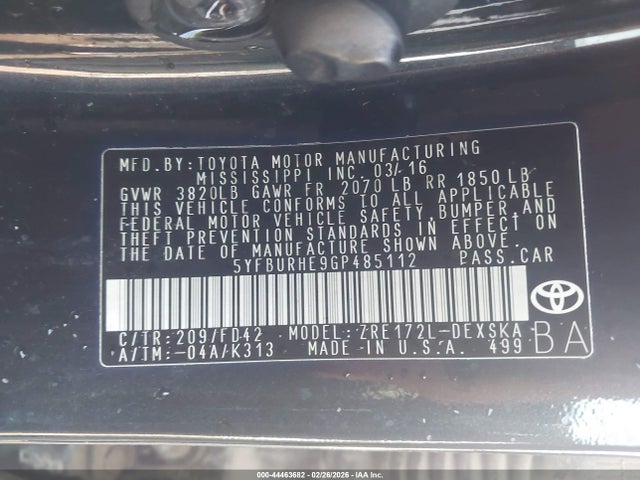 MFD.BY:TOYOTA MOTOR MANUFACTURING
MISSISSIPPI INC. 03/16
GVWR 3820LB GAWR FR 2070 LB RR 1850 LB
THIS VEHICLE CONFORMS TO ALL APPLICABLE
FEDERAL MOTOR VEHICLE SAFETY,BUMPER,AND
THEFT PREVENTION STANDARDS IN EFFECT ON
THE DATE OF MANUFACTURE SHOWN ABOVE.
5YFBURHE9GP485112 PASS.CAR
C/TR:209/FD42 MODEL:ZRE172L-DEXSKA
A/TM:-04A/K313 MADE IN U.S.A. 499
BA
000-44463682 - 02/26/2026 - IAA Inc.